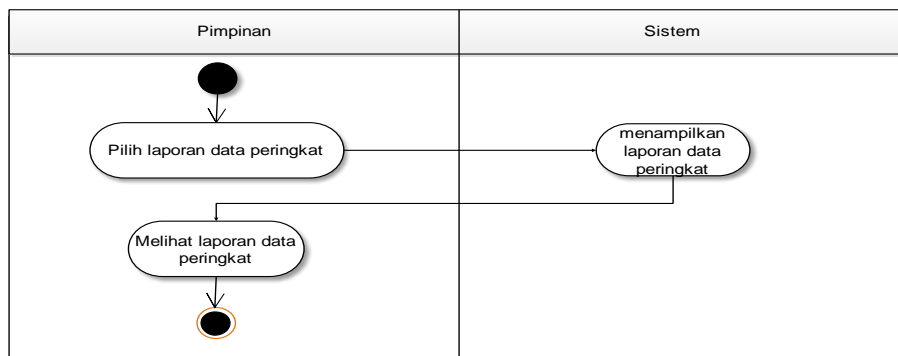 Pimpinan
Sistem
Pilih laporan data peringkat
menampilkan
laporan data
peringkat
Melihat laporan data
peringkat